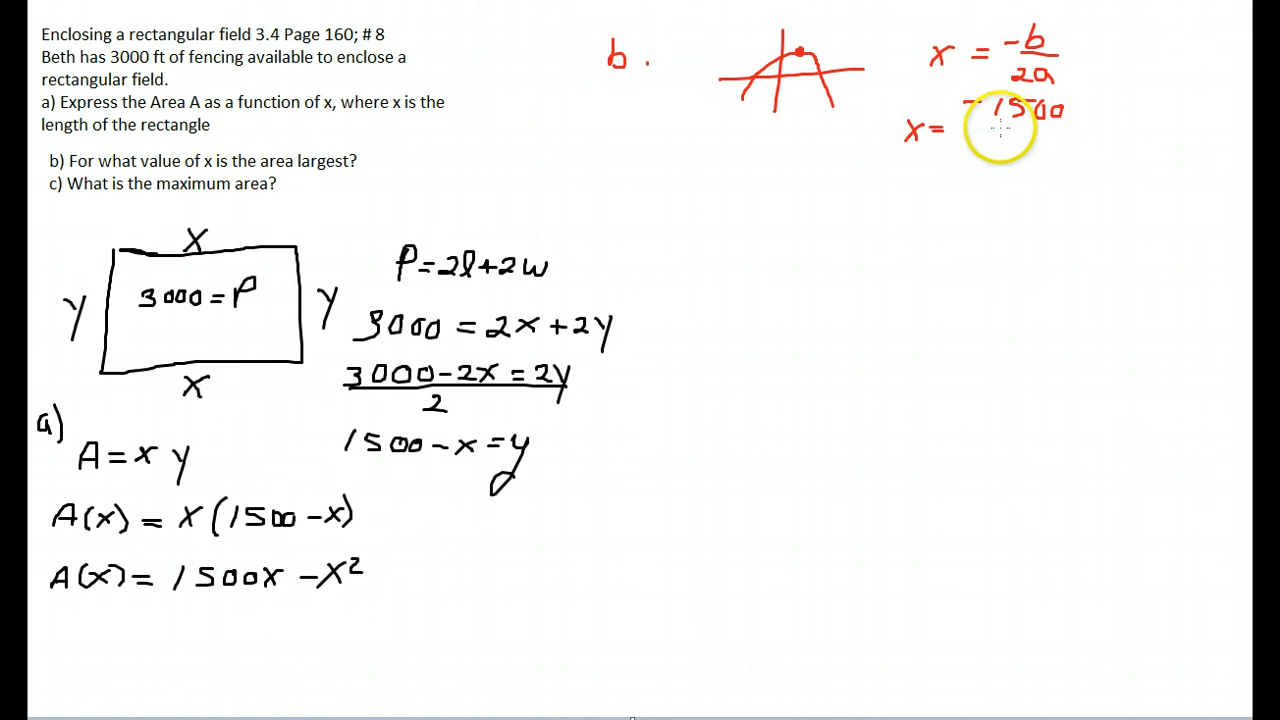 Enclosing a rectangular field 3.4 Page 160; # 8
Beth has 3000 ft of fencing available to enclose a
rectangular field.
a) Express the Area A as a function of x, where x is the
length of the rectangle
b) For what value of x is the area largest?
c) What is the maximum area?
x
y 3000 = P y
x
P = 2l + 2w
3000 = 2x + 2y
3000 - 2x = 2y
2
1500 - x = y
a)
A = x y
A(x) = x(1500 - x)
A(x) = 1500x - x²
b.
x = -b
2a
x = -1500